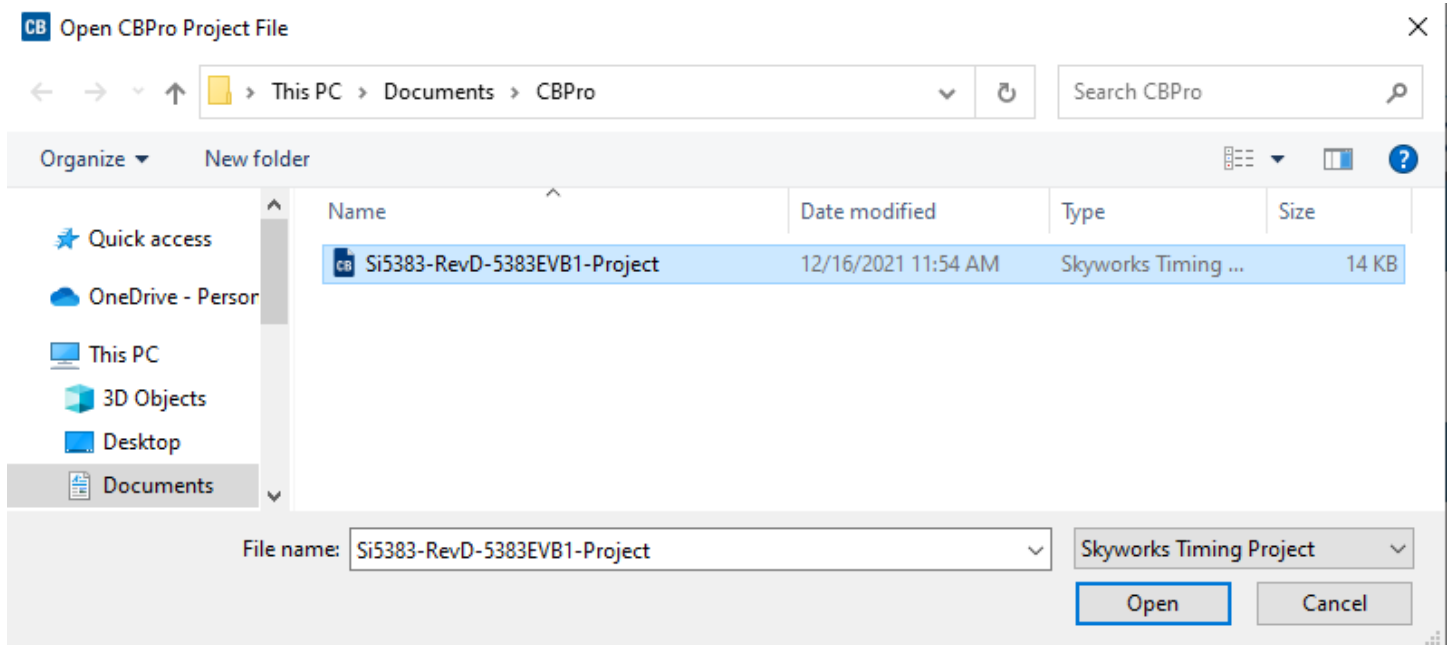 CB Open CBPro Project File
This PC > Documents > CBPro
Search CBPro
Organize
New folder
?
Name
Date modified
Type
Size
Quick access
OneDrive - Person
This PC
3D Objects
Desktop
Documents
CB Si5383-RevD-5383EVB1-Project
12/16/2021 11:54 AM
Skyworks Timing ...
14 KB
File name:
Si5383-RevD-5383EVB1-Project
Skyworks Timing Project
Open
Cancel